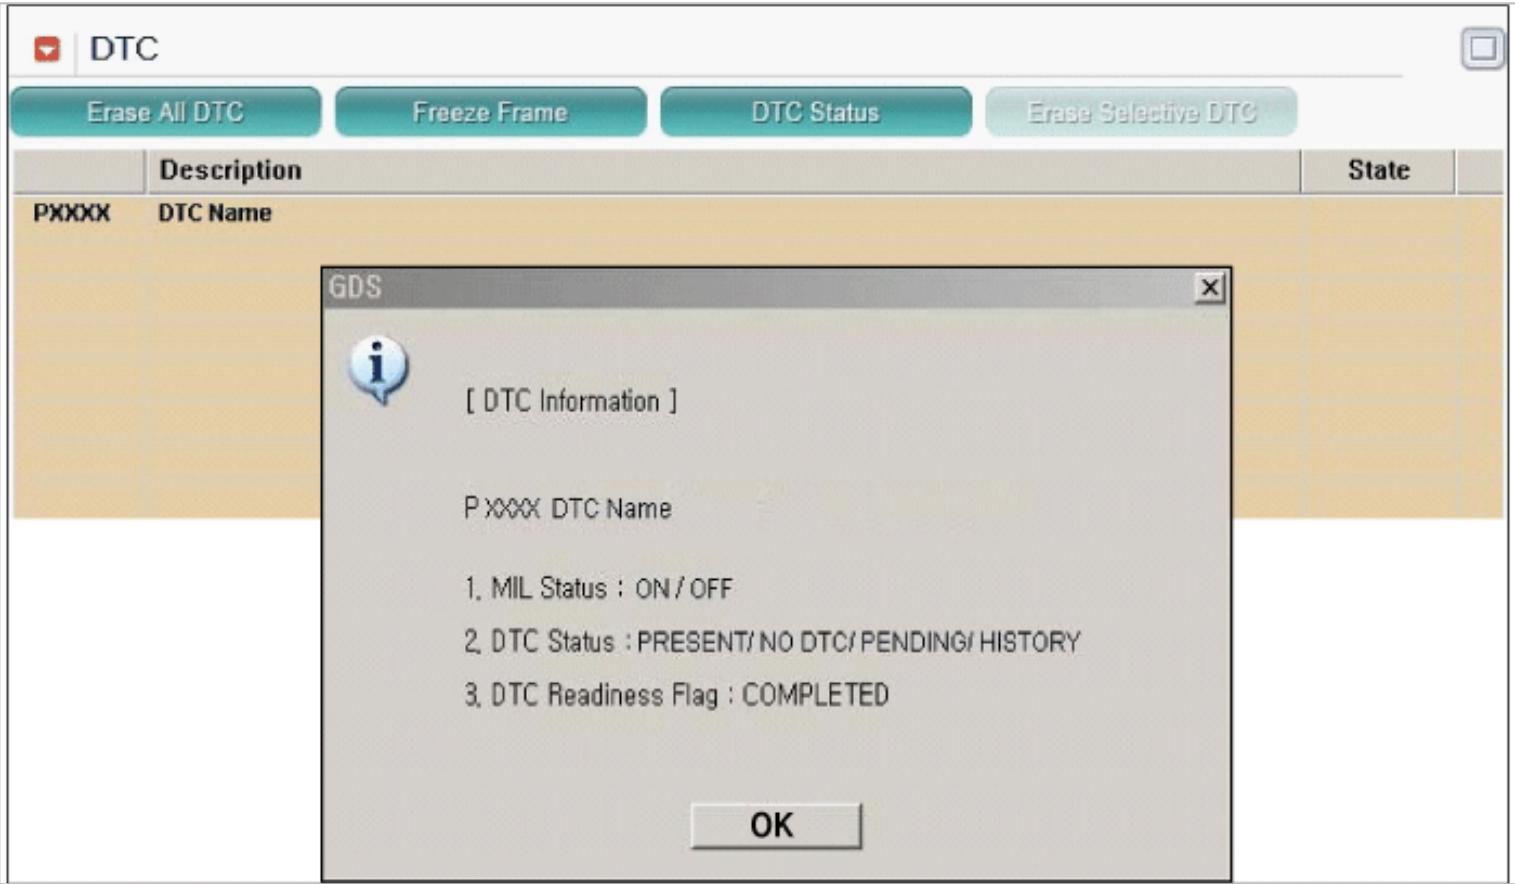 DTC
Erase All DTC Freeze Frame DTC Status Erase Selective DTC
Description State
PXXXX DTC Name
GDS
[ DTC Information ]
PXXXX DTC Name
1. MIL Status : ON / OFF
2. DTC Status : PRESENT/ NO DTC/ PENDING/ HISTORY
3. DTC Readiness Flag : COMPLETED
OK